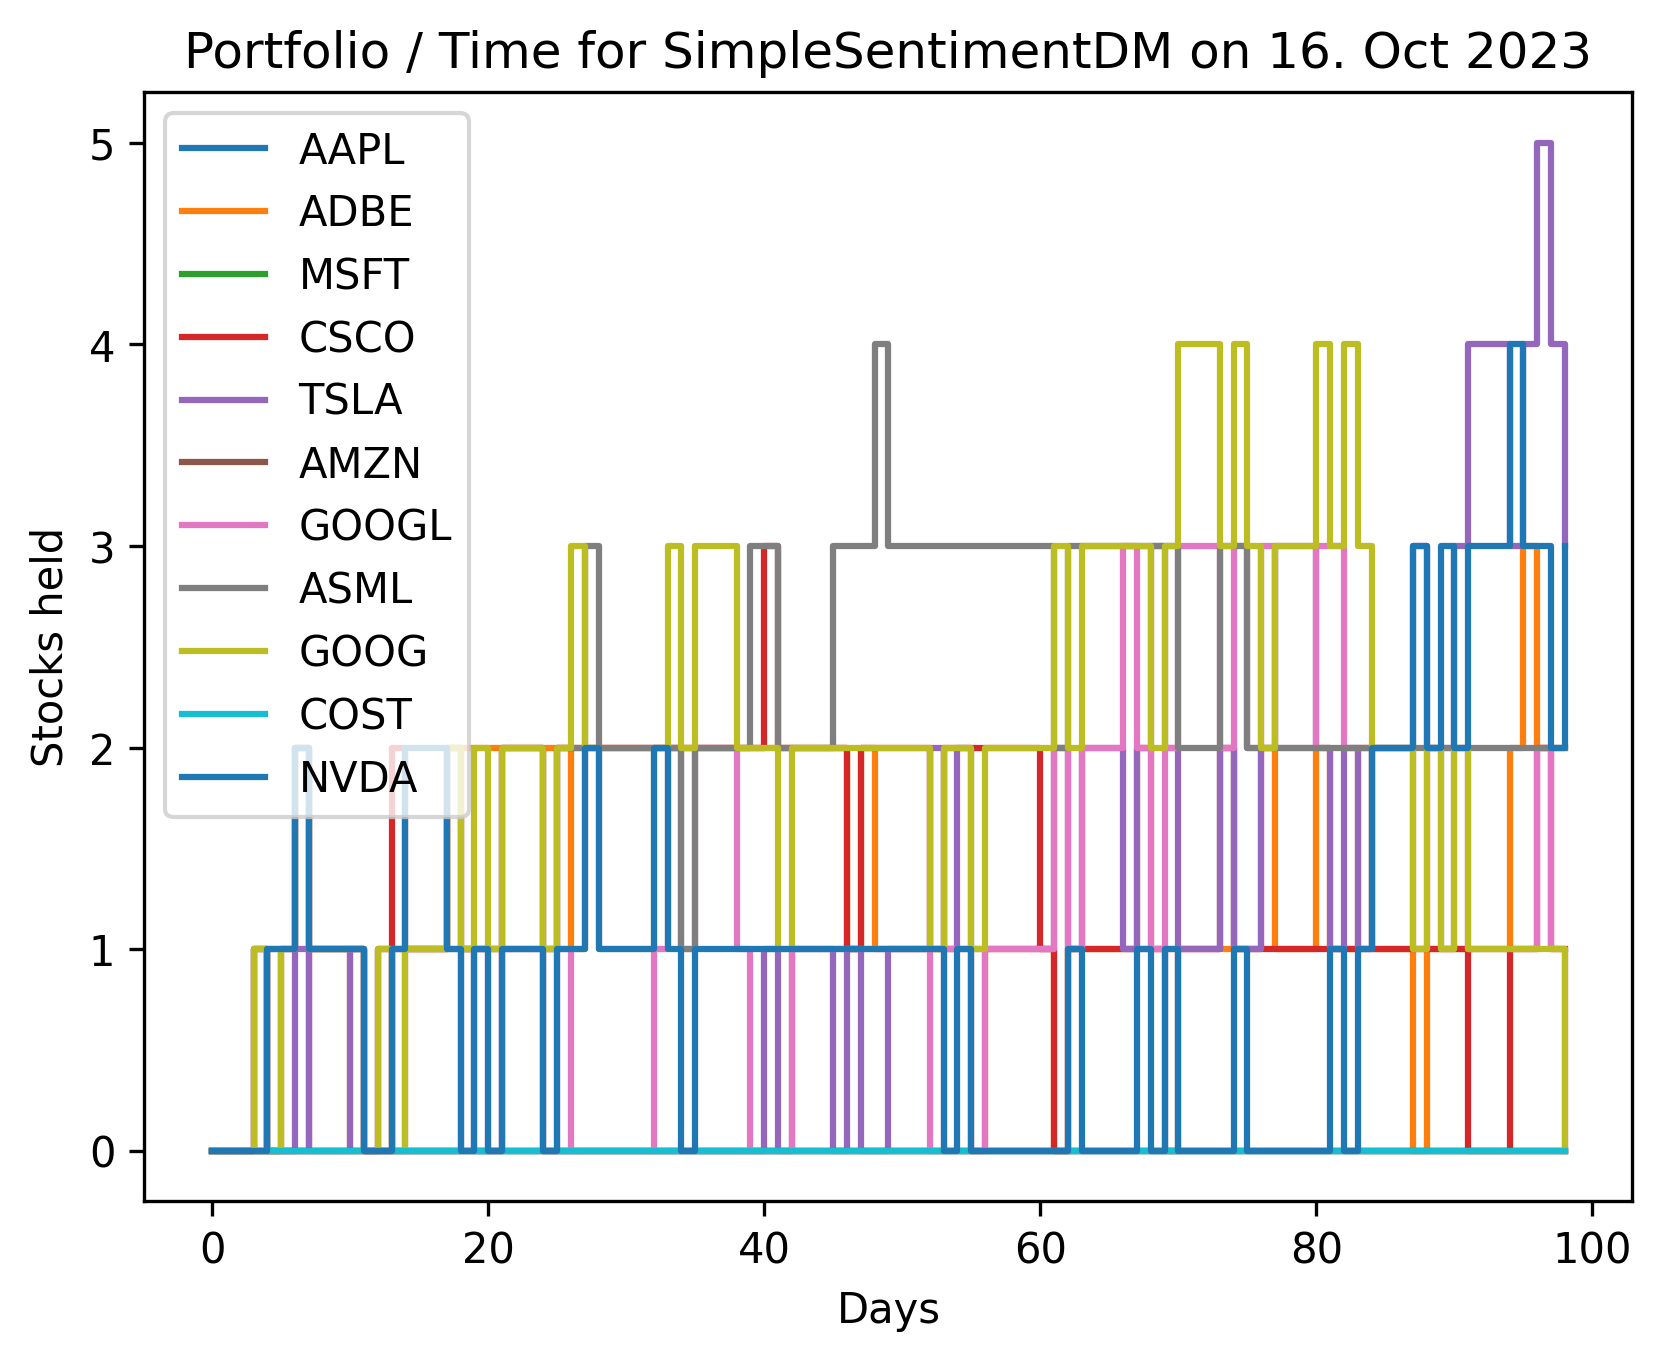 Portfolio / Time for SimpleSentimentDM on 16. Oct 2023
5
4
3
2
1
0
Stocks held
AAPL
ADBE
MSFT
CSCO
TSLA
AMZN
GOOGL
ASML
GOOG
COST
NVDA
0 20 40 60 80 100
Days